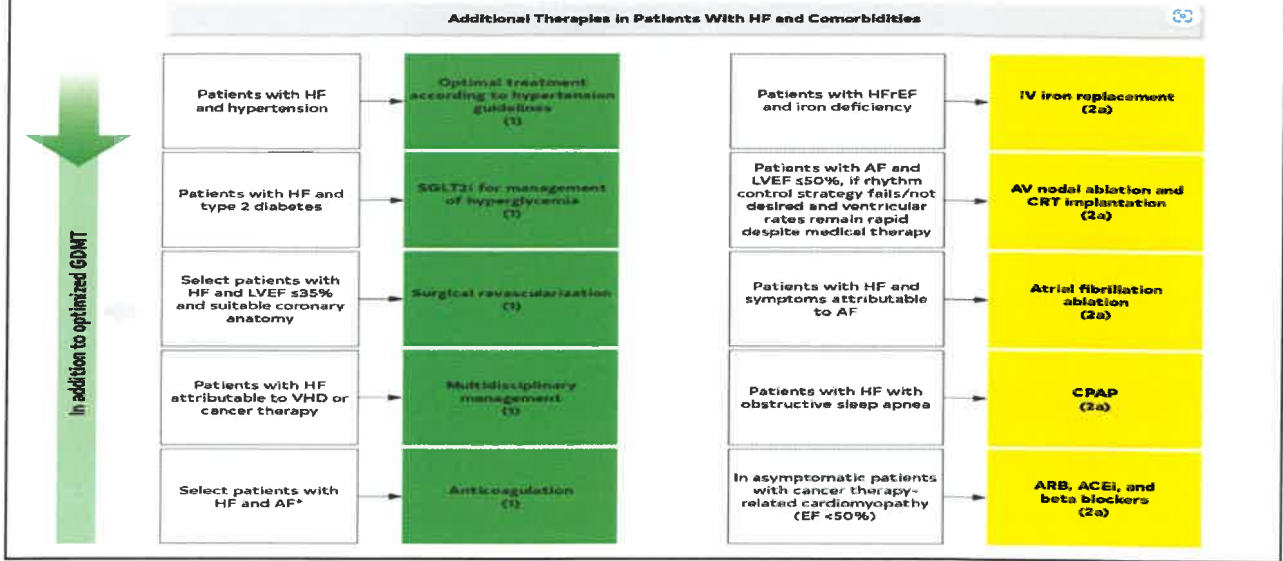 Additional Therapies in Patients With HF and Comorbidities
In addition to optimized GDMT
Patients with HF
and hypertension
Optimal treatment
according to hypertension
guidelines
(1)
Patients with HF and
type 2 diabetes
SGLT2i for management
of hyperglycemia
(1)
Select patients with
HF and LVEF ≤35%
and suitable coronary
anatomy
Surgical revascularization
(1)
Patients with HF
attributable to VHD or
cancer therapy
Multidisciplinary
management
(1)
Select patients with
HF and AF*
Anticoagulation
(1)
Patients with HFrEF
and iron deficiency
IV iron replacement
(2a)
Patients with AF and
LVEF ≤50%, if rhythm
control strategy fails/not
desired and ventricular
rates remain rapid
despite medical therapy
AV nodal ablation and
CRT implantation
(2a)
Patients with HF and
symptoms attributable
to AF
Atrial fibrillation
ablation
(2a)
Patients with HF with
obstructive sleep apnea
CPAP
(2a)
In asymptomatic patients
with cancer therapy-
related cardiomyopathy
(EF <50%)
ARB, ACEi, and
beta blockers
(2a)